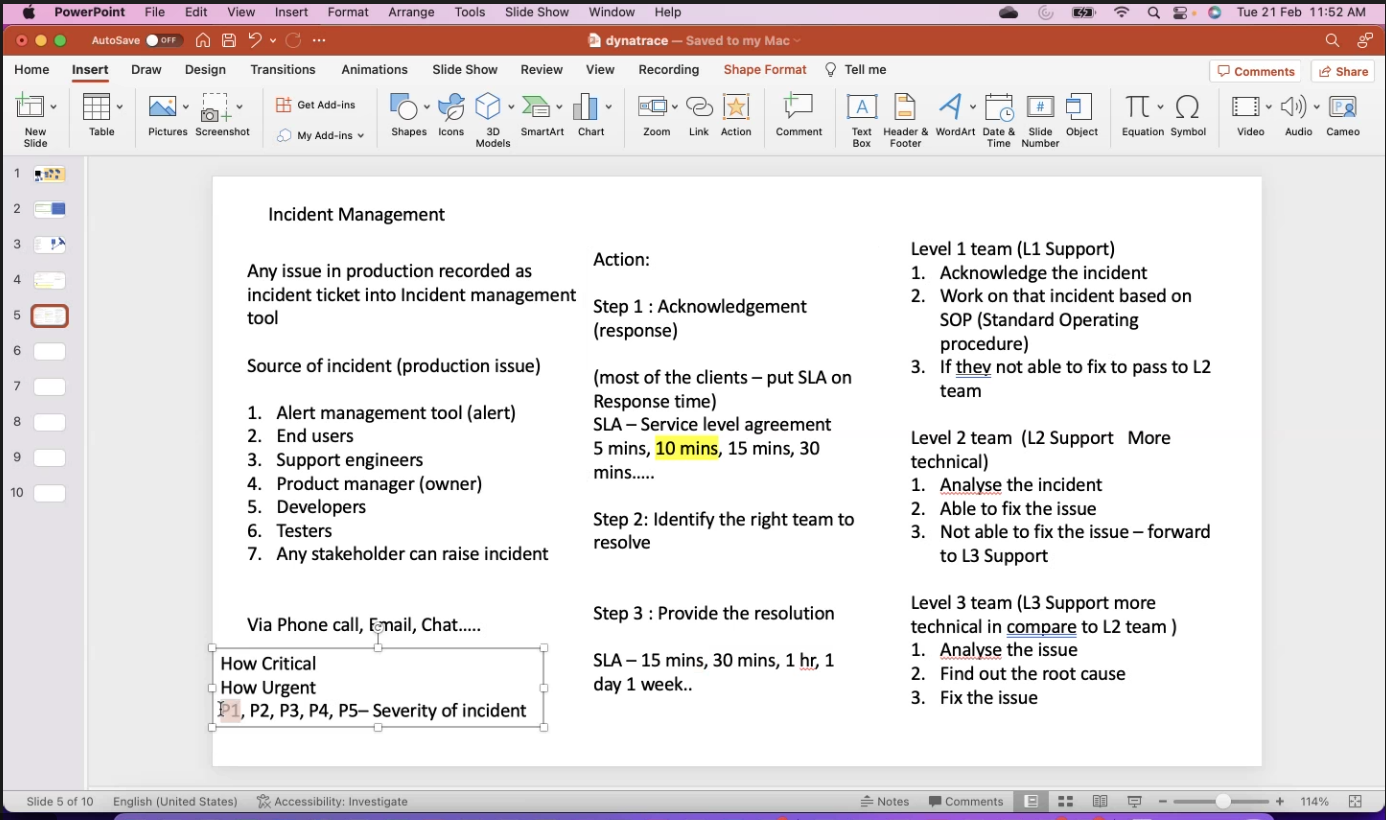 PowerPoint File Edit View Insert Format Arrange Tools Slide Show Window Help Tue 21 Feb 11:52 AM
AutoSave OFF dynatrace — Saved to my Mac
Home Insert Draw Design Transitions Animations Slide Show Review View Recording Shape Format Tell me Comments Share
New Slide
Table
Pictures
Screenshot
Get Add-ins
My Add-ins
Shapes
Icons
3D Models
SmartArt
Chart
Zoom
Link
Action
Comment
A
Text Box
Header & Footer
WordArt
Date & Time
#
Slide Number
Object
Equation
Symbol
Video
Audio
Cameo
1
2
3
4
5
6
7
8
9
10
Incident Management
Any issue in production recorded as
incident ticket into Incident management
tool
Source of incident (production issue)
1. Alert management tool (alert)
2. End users
3. Support engineers
4. Product manager (owner)
5. Developers
6. Testers
7. Any stakeholder can raise incident
Via Phone call, Email, Chat.....
How Critical
How Urgent
P1, P2, P3, P4, P5– Severity of incident
Action:
Step 1 : Acknowledgement
(response)
(most of the clients – put SLA on
Response time)
SLA – Service level agreement
5 mins, 10 mins, 15 mins, 30
mins.....
Step 2: Identify the right team to
resolve
Step 3 : Provide the resolution
SLA – 15 mins, 30 mins, 1 hr, 1
day 1 week..
Level 1 team (L1 Support)
1. Acknowledge the incident
2. Work on that incident based on
SOP (Standard Operating
procedure)
3. If they not able to fix to pass to L2
team
Level 2 team (L2 Support More
technical)
1. Analyse the incident
2. Able to fix the issue
3. Not able to fix the issue – forward
to L3 Support
Level 3 team (L3 Support more
technical in compare to L2 team )
1. Analyse the issue
2. Find out the root cause
3. Fix the issue
Slide 5 of 10 English (United States) Accessibility: Investigate Notes Comments 114%